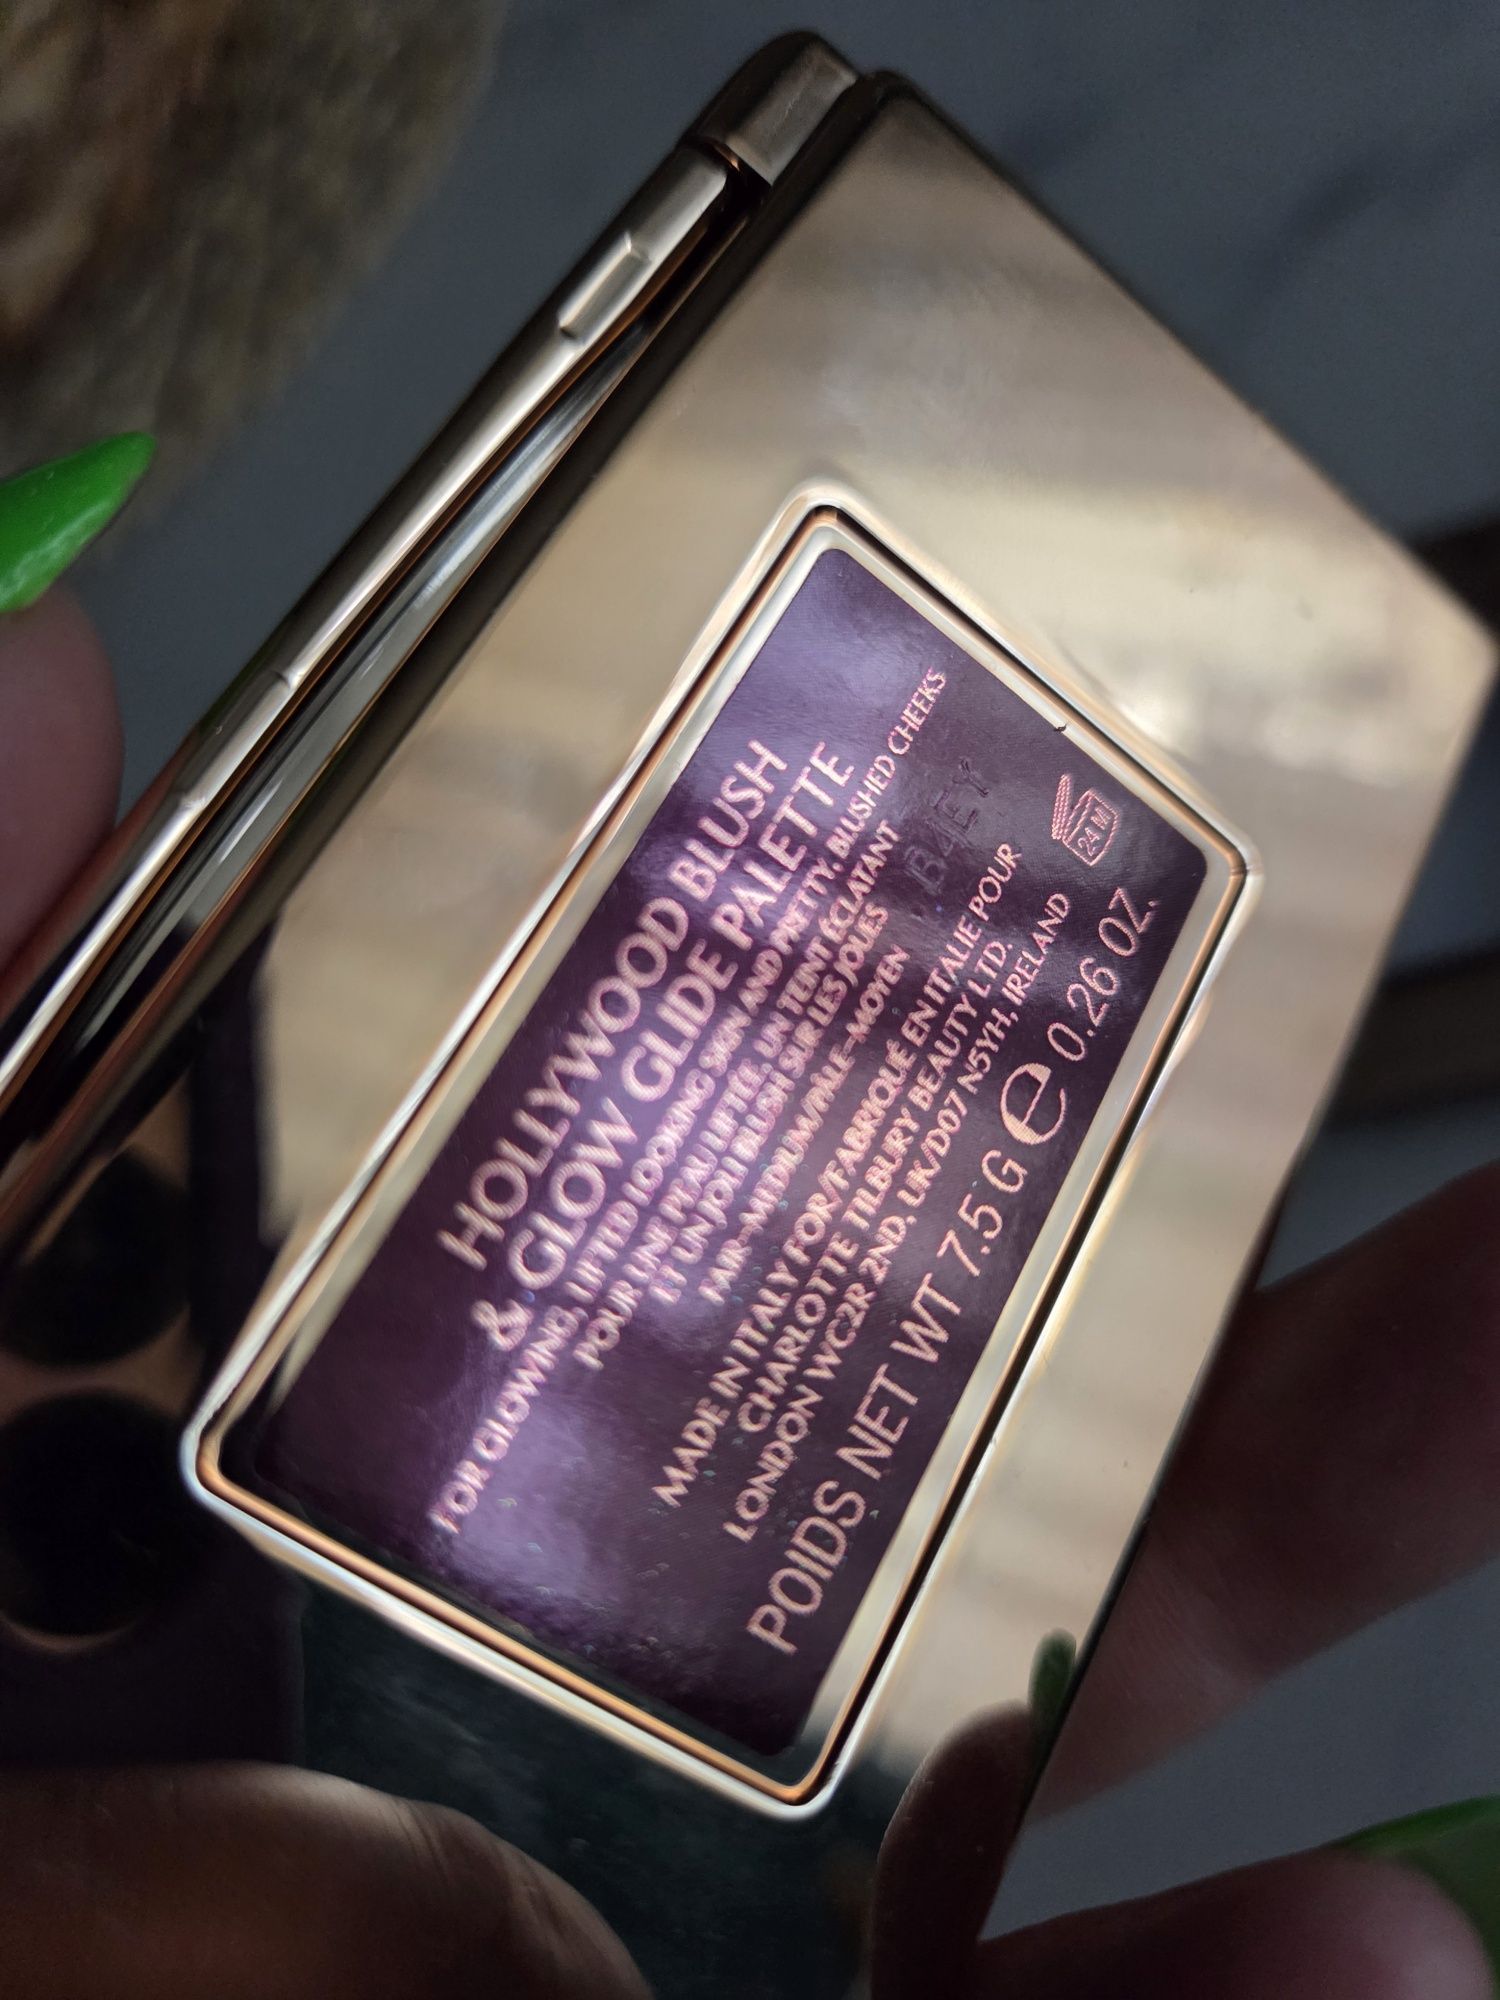 HOLLYWOOD BLUSH
& GLOW GLIDE PALETTE
FOR GLOWING, LIFTED LOOKING SKIN AND PRETTY, BLUSHED CHEEKS
POUR UNE PEAU LIFTÉE, UN TEINT ÉCLATANT
ET UN JOLI BLUSH SUR LES JOUES
FAIR-MEDIUM/PÂLE-MOYEN
B4EY
MADE IN ITALY FOR/FABRIQUÉ EN ITALIE POUR
CHARLOTTE TILBURY BEAUTY LTD.
LONDON WC2R 2ND, UK/D07 N5YH, IRELAND
24 M
POIDS NET WT 7.5 G e 0.26 OZ.